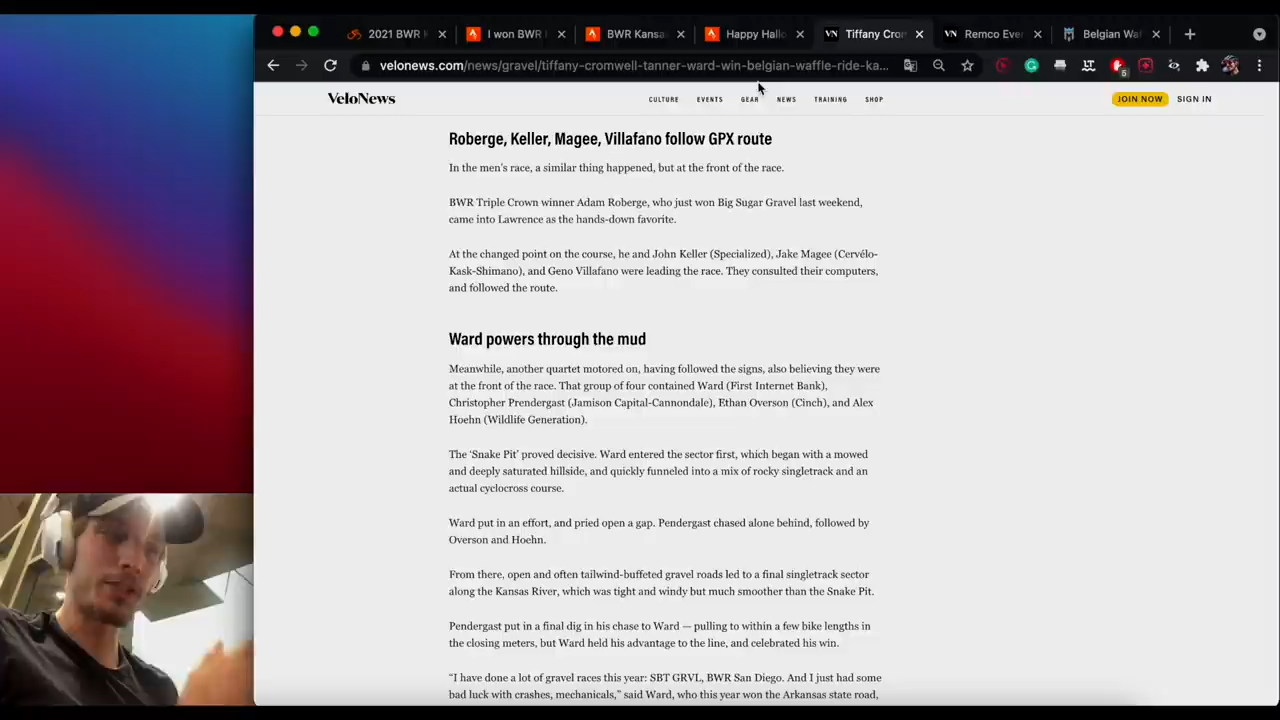 2021 BWR K
I won BWR
BWR Kansa
Happy Hallo
VN Tiffany Crom
VN Remco Eve
Belgian Waf
velonews.com/news/gravel/tiffany-cromwell-tanner-ward-win-belgian-waffle-ride-ka...
5
VeloNews
CULTURE EVENTS GEAR NEWS TRAINING SHOP
JOIN NOW SIGN IN
Roberge, Keller, Magee, Villafano follow GPX route
In the men's race, a similar thing happened, but at the front of the race.
BWR Triple Crown winner Adam Roberge, who just won Big Sugar Gravel last weekend,
came into Lawrence as the hands-down favorite.
At the changed point on the course, he and John Keller (Specialized), Jake Magee (Cervélo-
Kask-Shimano), and Geno Villafano were leading the race. They consulted their computers,
and followed the route.
Ward powers through the mud
Meanwhile, another quartet motored on, having followed the signs, also believing they were
at the front of the race. That group of four contained Ward (First Internet Bank),
Christopher Prendergast (Jamison Capital-Cannondale), Ethan Overson (Cinch), and Alex
Hoehn (Wildlife Generation).
The 'Snake Pit' proved decisive. Ward entered the sector first, which began with a mowed
and deeply saturated hillside, and quickly funneled into a mix of rocky singletrack and an
actual cyclocross course.
Ward put in an effort, and pried open a gap. Pendergast chased alone behind, followed by
Overson and Hoehn.
From there, open and often tailwind-buffeted gravel roads led to a final singletrack sector
along the Kansas River, which was tight and windy but much smoother than the Snake Pit.
Pendergast put in a final dig in his chase to Ward — pulling to within a few bike lengths in
the closing meters, but Ward held his advantage to the line, and celebrated his win.
"I have done a lot of gravel races this year: SBT GRVL, BWR San Diego. And I just had some
bad luck with crashes, mechanicals," said Ward, who this year won the Arkansas state road,